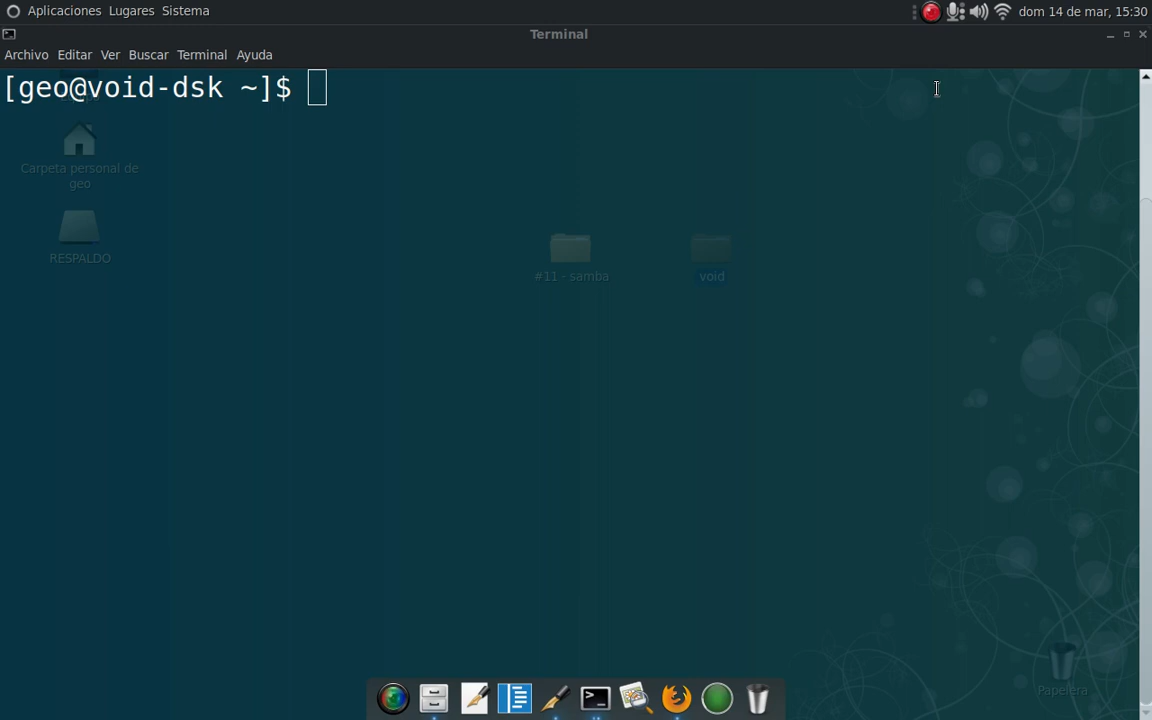 Aplicaciones Lugares Sistema
dom 14 de mar, 15:30
Terminal
Archivo Editar Ver Buscar Terminal Ayuda
[geo@void-dsk ~]$
Carpeta personal de
geo
RESPALDO
#11 - samba
void
Papelera